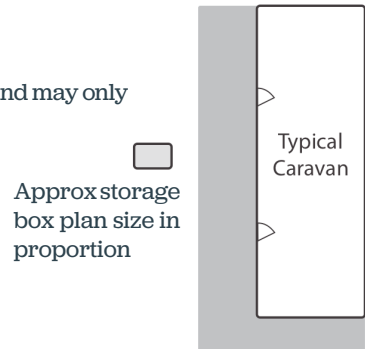 nd may only
Approx storage
box plan size in
proportion
Typical
Caravan